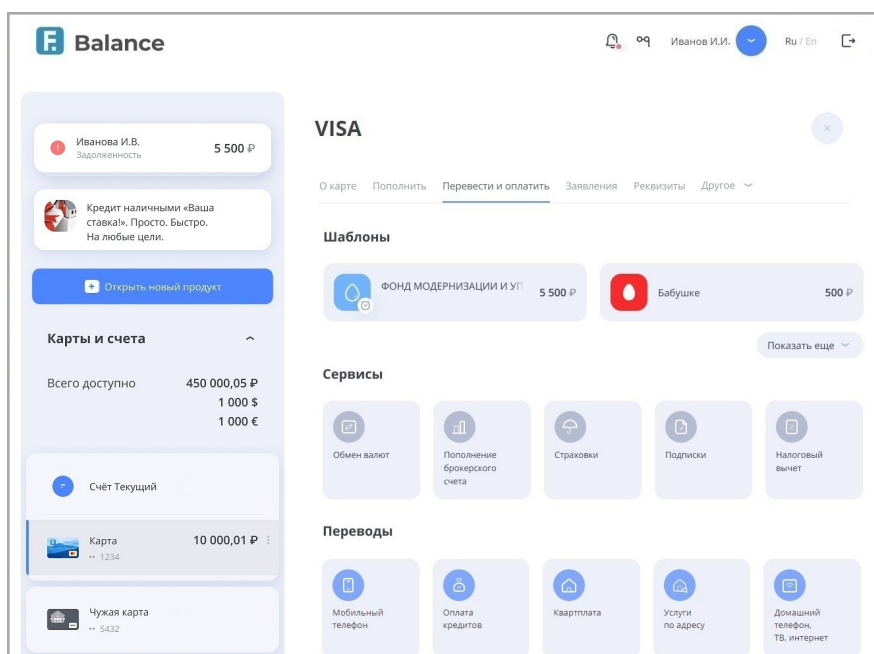 Balance
Иванов И.И.
Ru / En
Иванова И.В.
Задолженность
5 500 ₽
Кредит наличными «Ваша
ставка!». Просто. Быстро.
На любые цели.
Открыть новый продукт
Карты и счета
Всего доступно
450 000,05 ₽
1 000 $
1 000 €
Счёт Текущий
Карта
10 000,01 ₽
•• 1234
Чужая карта
•• 5432
VISA
О карте
Пополнить
Перевести и оплатить
Заявления
Реквизиты
Другое
Шаблоны
ФОНД МОДЕРНИЗАЦИИ И УП
5 500 ₽
Бабушке
500 ₽
Показать еще
Сервисы
Обмен валют
Пополнение
брокерского
счета
Страховки
Подписки
Налоговый
вычет
Переводы
Мобильный
телефон
Оплата
кредитов
Квартплата
Услуги
по адресу
Домашний
телефон,
ТВ, интернет